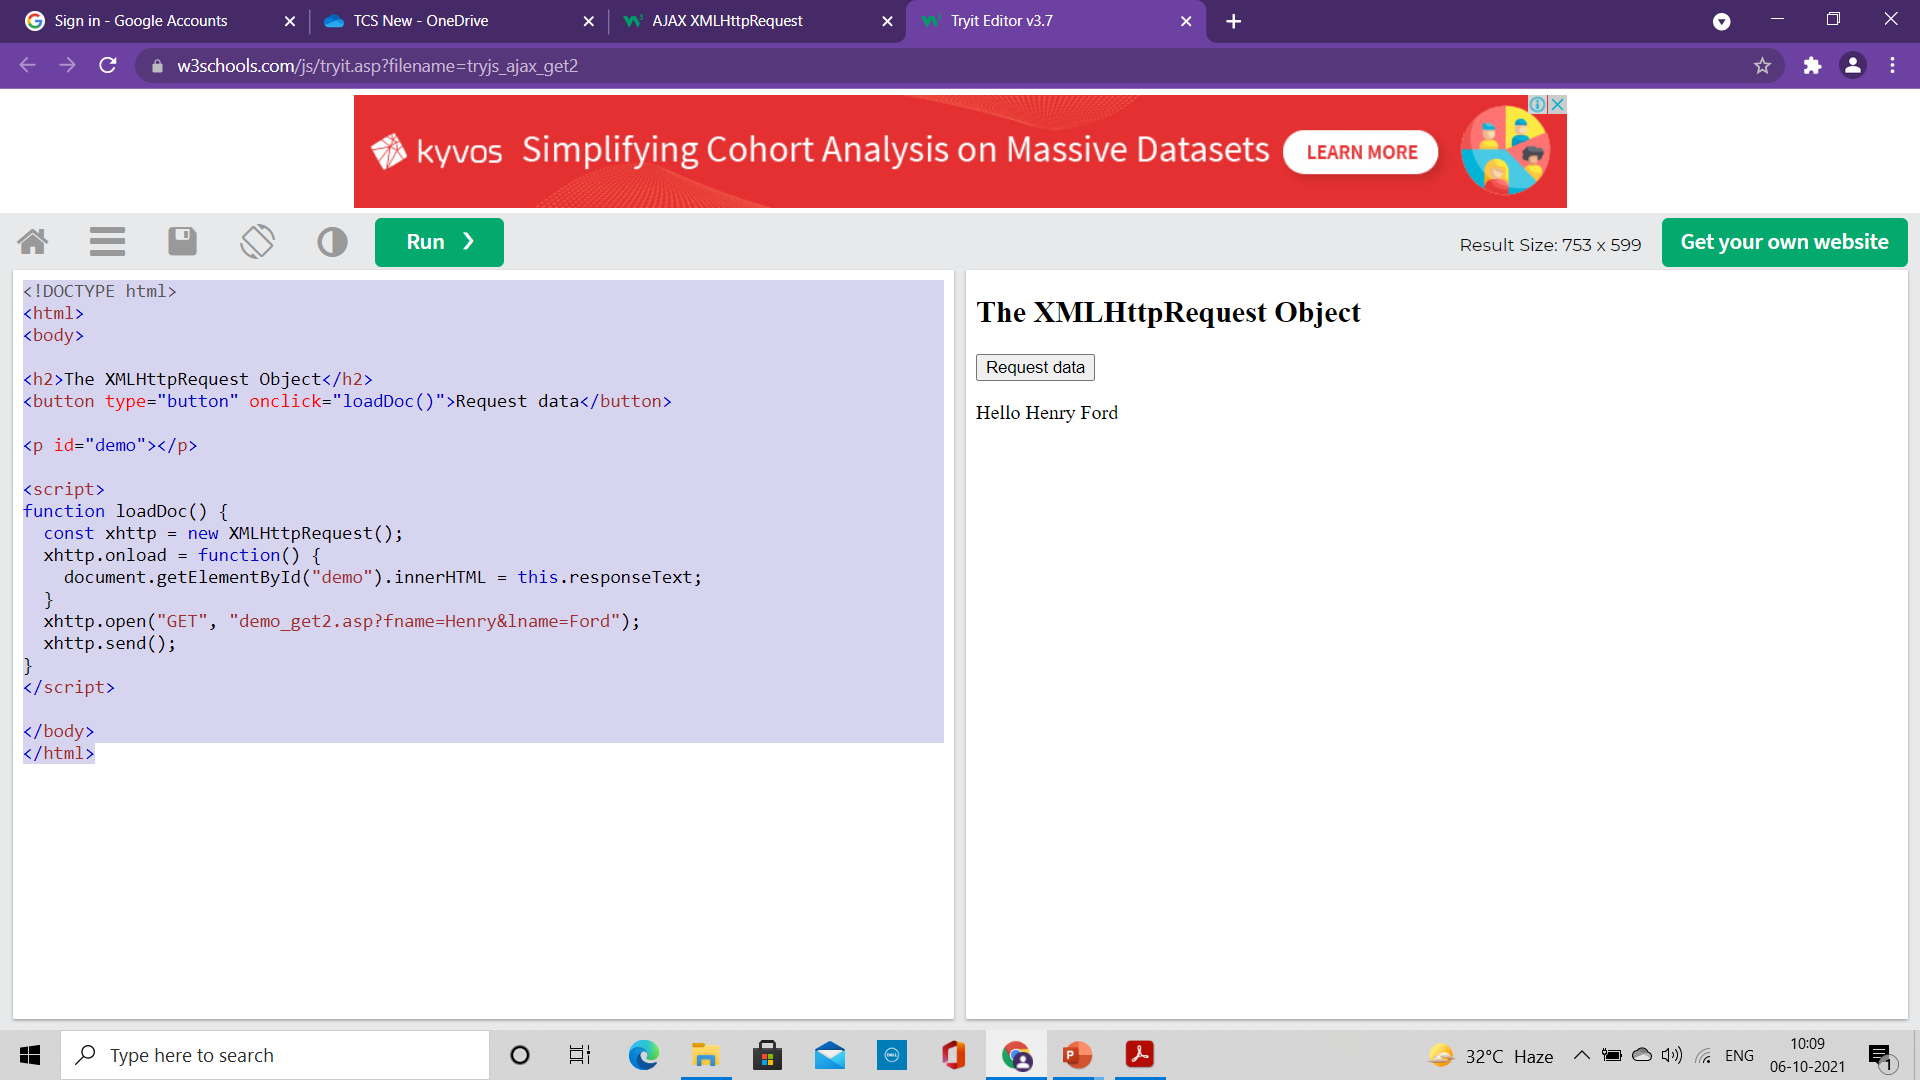 Sign in - Google Accounts
TCS New - OneDrive
AJAX XMLHttpRequest
Tryit Editor v3.7
w3schools.com/js/tryit.asp?filename=tryjs_ajax_get2
kyvos Simplifying Cohort Analysis on Massive Datasets LEARN MORE
Run ❯
Result Size: 753 x 599
Get your own website
<!DOCTYPE html>
<html>
<body>
<h2>The XMLHttpRequest Object</h2>
<button type="button" onclick="loadDoc()">Request data</button>
<p id="demo"></p>
<script>
function loadDoc() {
  const xhttp = new XMLHttpRequest();
  xhttp.onload = function() {
    document.getElementById("demo").innerHTML = this.responseText;
  }
  xhttp.open("GET", "demo_get2.asp?fname=Henry&lname=Ford");
  xhttp.send();
}
</script>
</body>
</html>
The XMLHttpRequest Object
Request data
Hello Henry Ford
Type here to search
DELL
P
32°C Haze
ENG
10:09
06-10-2021
1